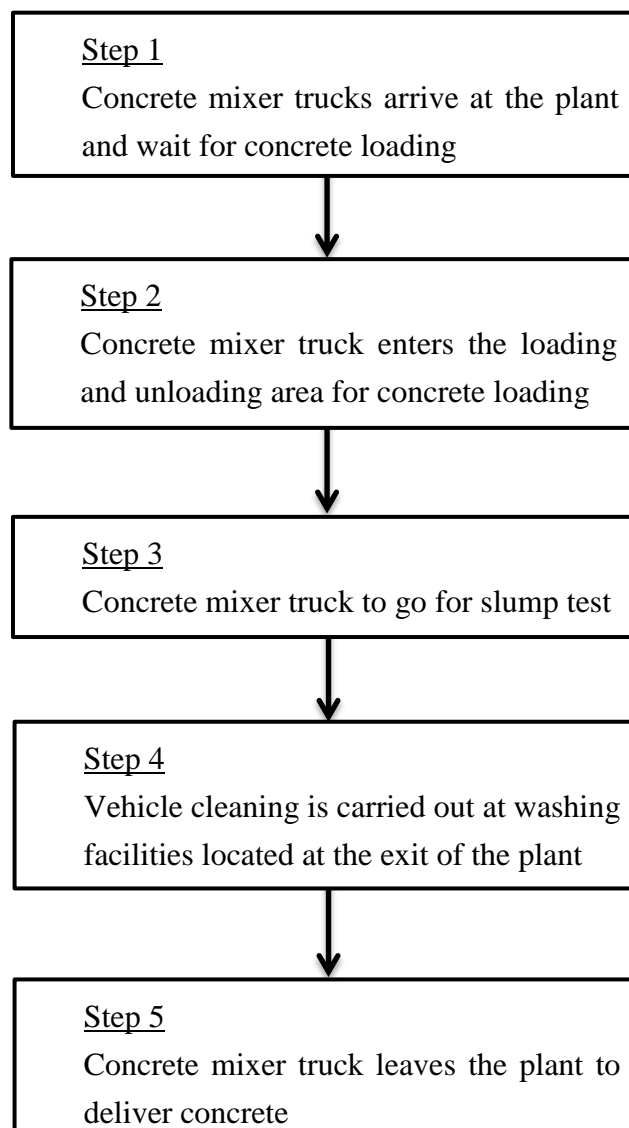 Step 1
Concrete mixer trucks arrive at the plant
and wait for concrete loading
Step 2
Concrete mixer truck enters the loading
and unloading area for concrete loading
Step 3
Concrete mixer truck to go for slump test
Step 4
Vehicle cleaning is carried out at washing
facilities located at the exit of the plant
Step 5
Concrete mixer truck leaves the plant to
deliver concrete